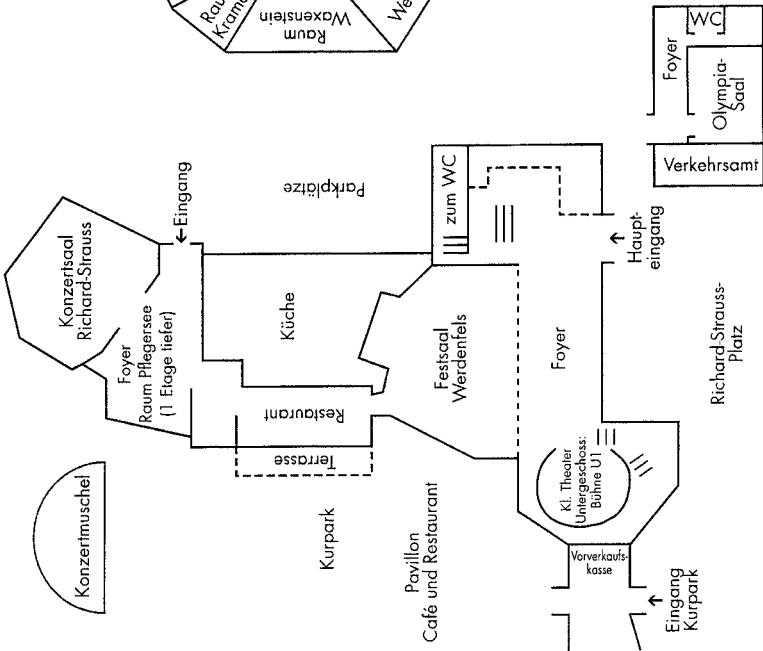 Raum
Waxenstein
WC
Foyer
Olympia-
Saal
Verkehrsamt
Parkplätze
Eingang
zum WC
Haupt-
eingang
Konzertsaal
Richard-Strauss
Foyer
Raum Pflegersee
(1 Etage tiefer)
Küche
Restaurant
Terrasse
Festsaal
Werdenfels
Foyer
Richard-Strauss-
Platz
Konzertmuschel
Kurpark
Pavillon
Café und Restaurant
Kl. Theater
Untergeschoss:
Bühne U1
Vorverkaufs-
kasse
Eingang
Kurpark